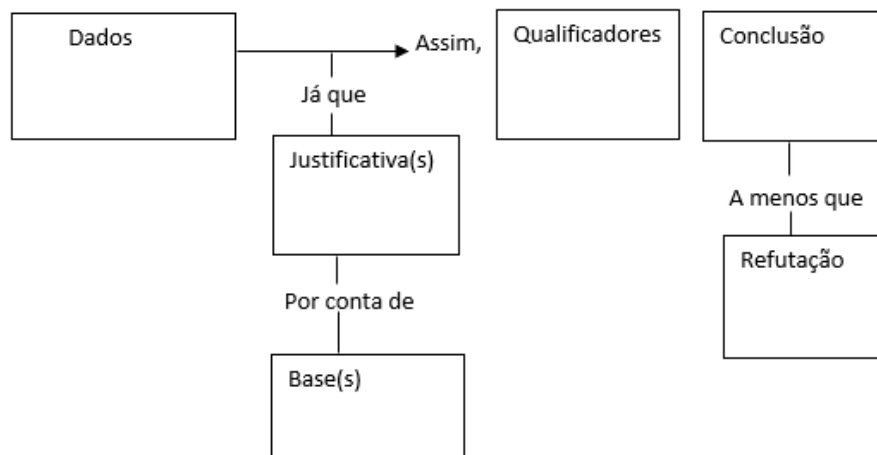 Dados
Assim,
Qualificadores
Conclusão
Já que
Justificativa(s)
A menos que
Refutação
Por conta de
Base(s)